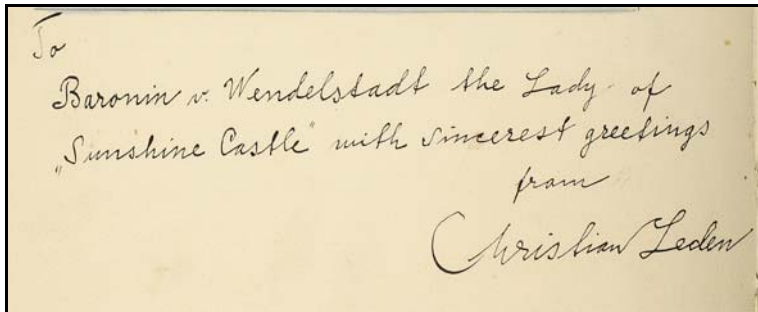 To
Baronin v. Wendelstadt the Lady of
„Sunshine Castle" with sincerest greetings
from
Christian Leden